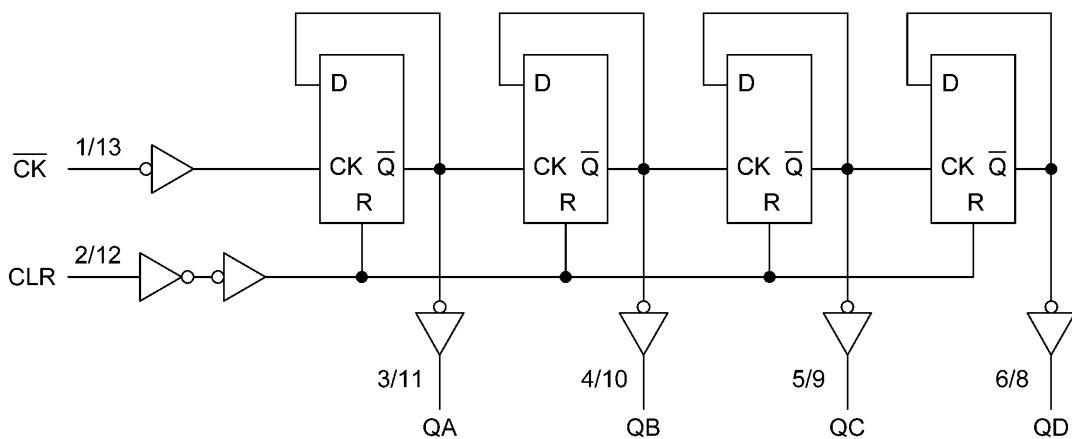 D
D
D
D
C̅K̅ 1/13
CK Q̅
CK Q̅
CK Q̅
CK Q̅
R
R
R
R
CLR 2/12
3/11
4/10
5/9
6/8
QA
QB
QC
QD